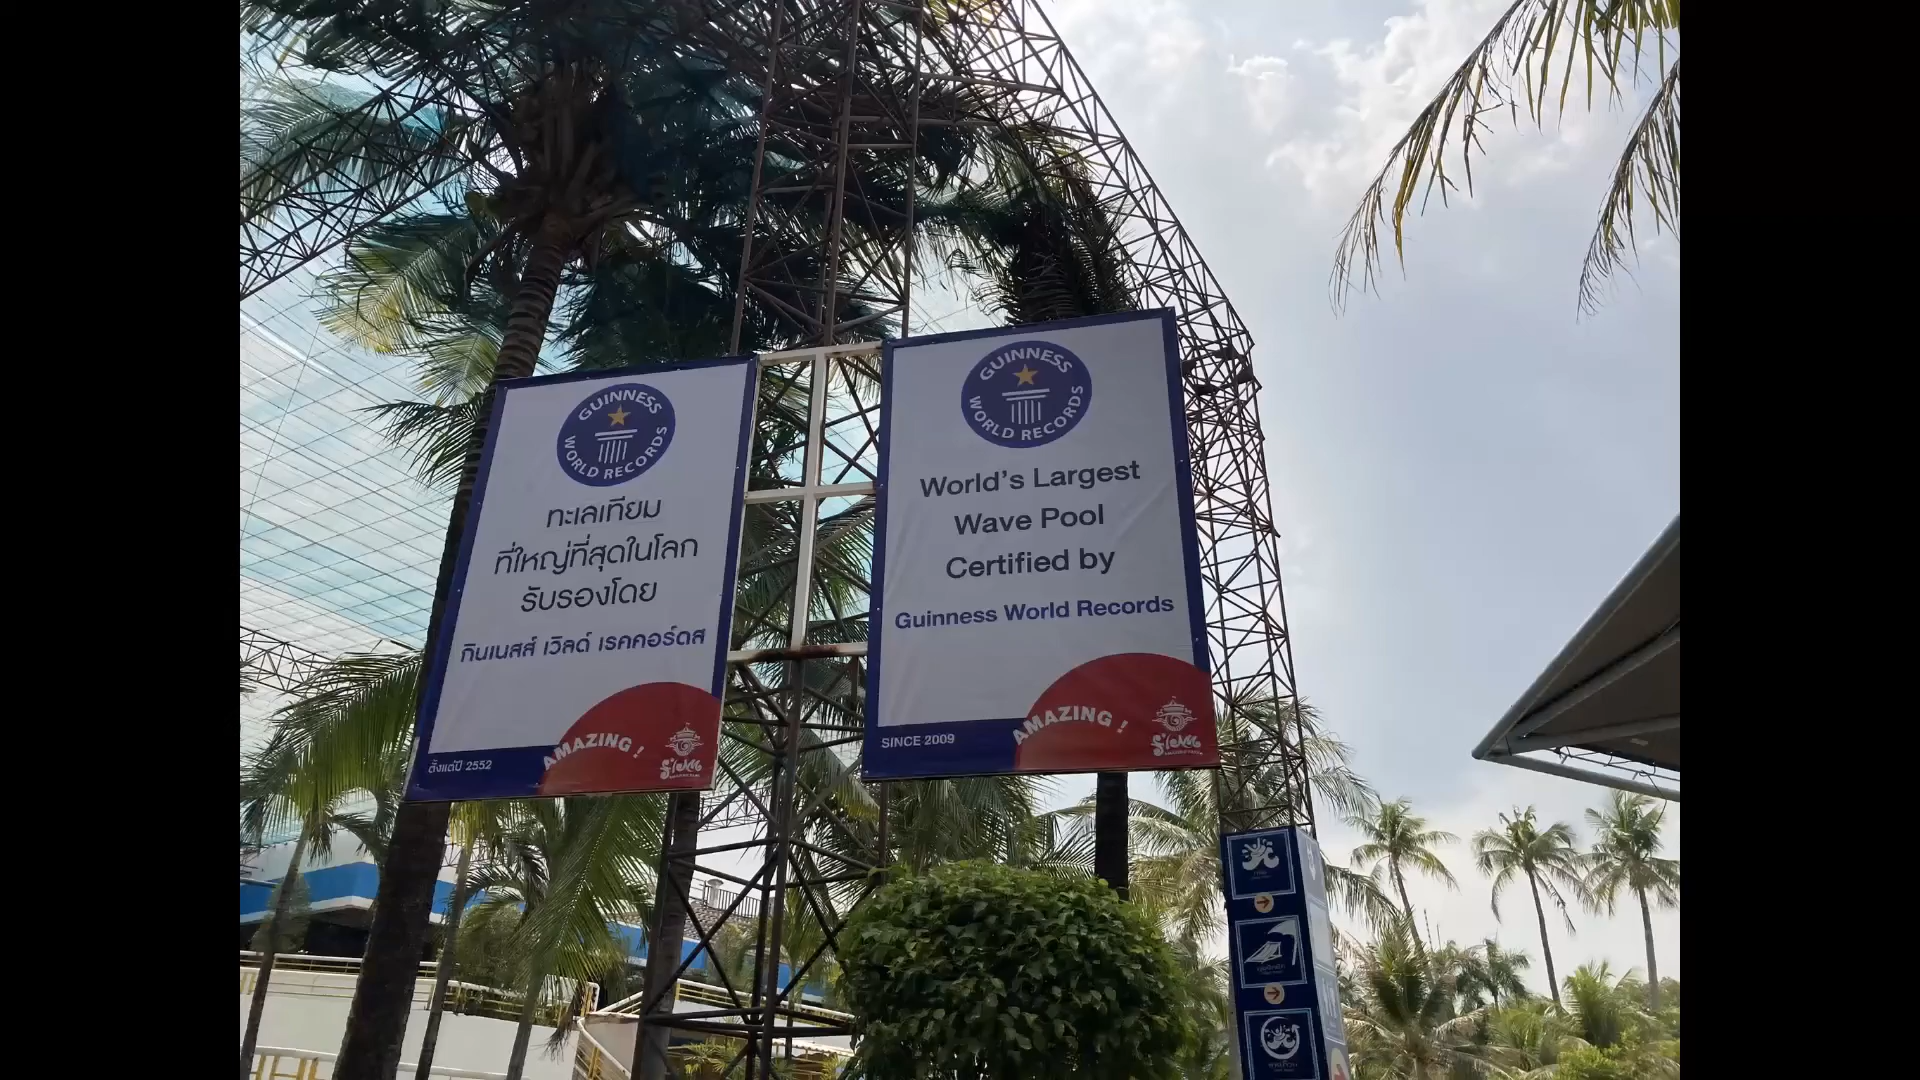 GUINNESS
WORLD RECORDS
ทะเลเทียม
ที่ใหญ่ที่สุดในโลก
รับรองโดย
กินเนสส์ เวิลด์ เรคคอร์ดส
ตั้งแต่ปี 2552
AMAZING !
Siam
GUINNESS
WORLD RECORDS
World's Largest
Wave Pool
Certified by
Guinness World Records
SINCE 2009
AMAZING !
Siam